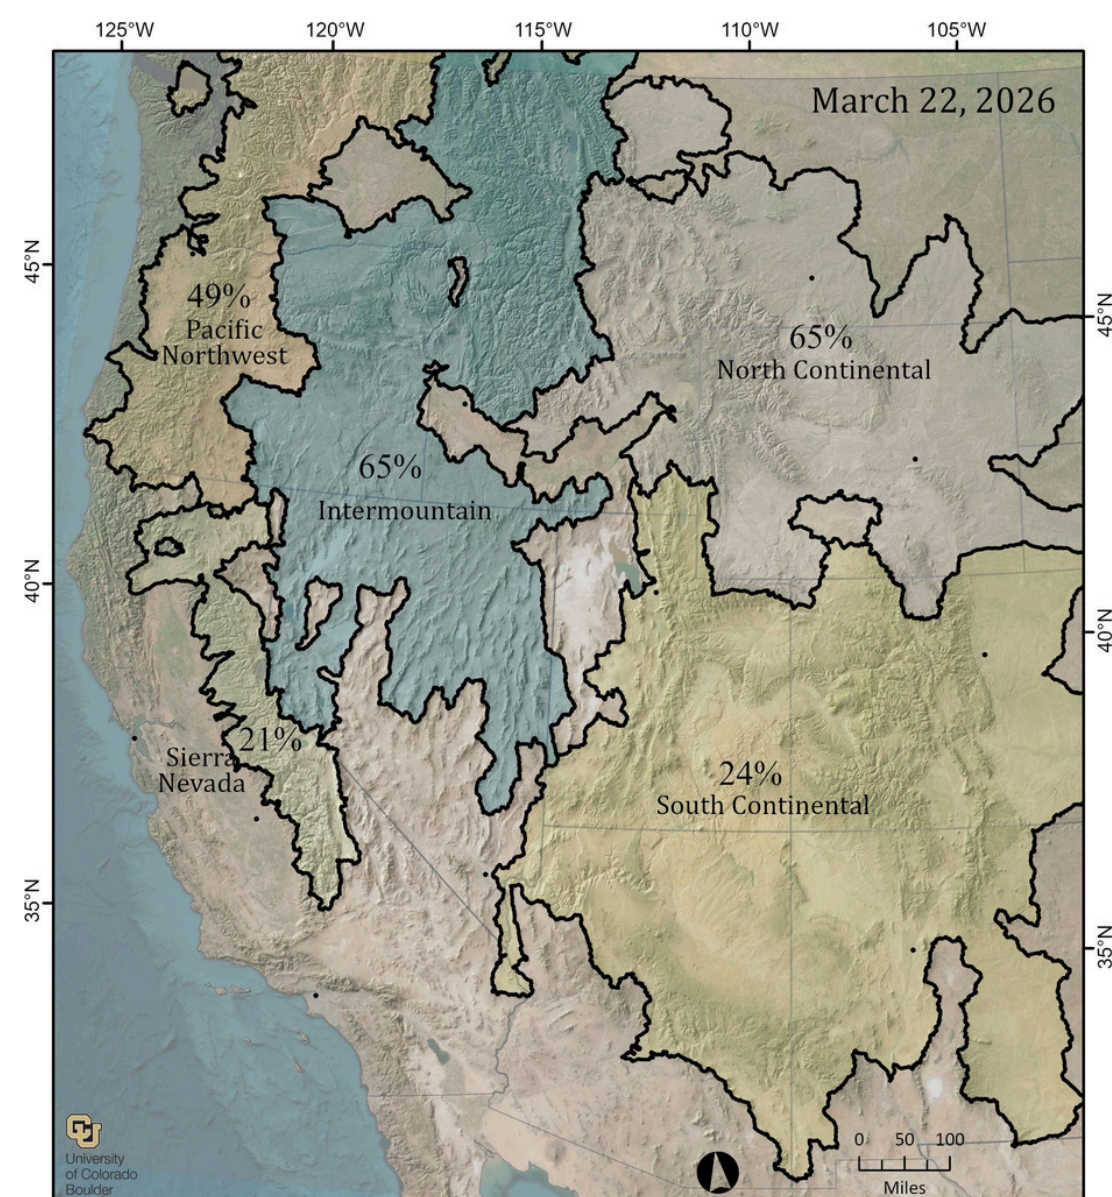 125°W 120°W 115°W 110°W 105°W
March 22, 2026
45°N
49%
Pacific
Northwest
45°N
65%
North Continental
65%
Intermountain
40°N
40°N
21%
Sierra
Nevada
24%
South Continental
35°N
35°N
CU
University
of Colorado
Boulder
0 50 100
Miles